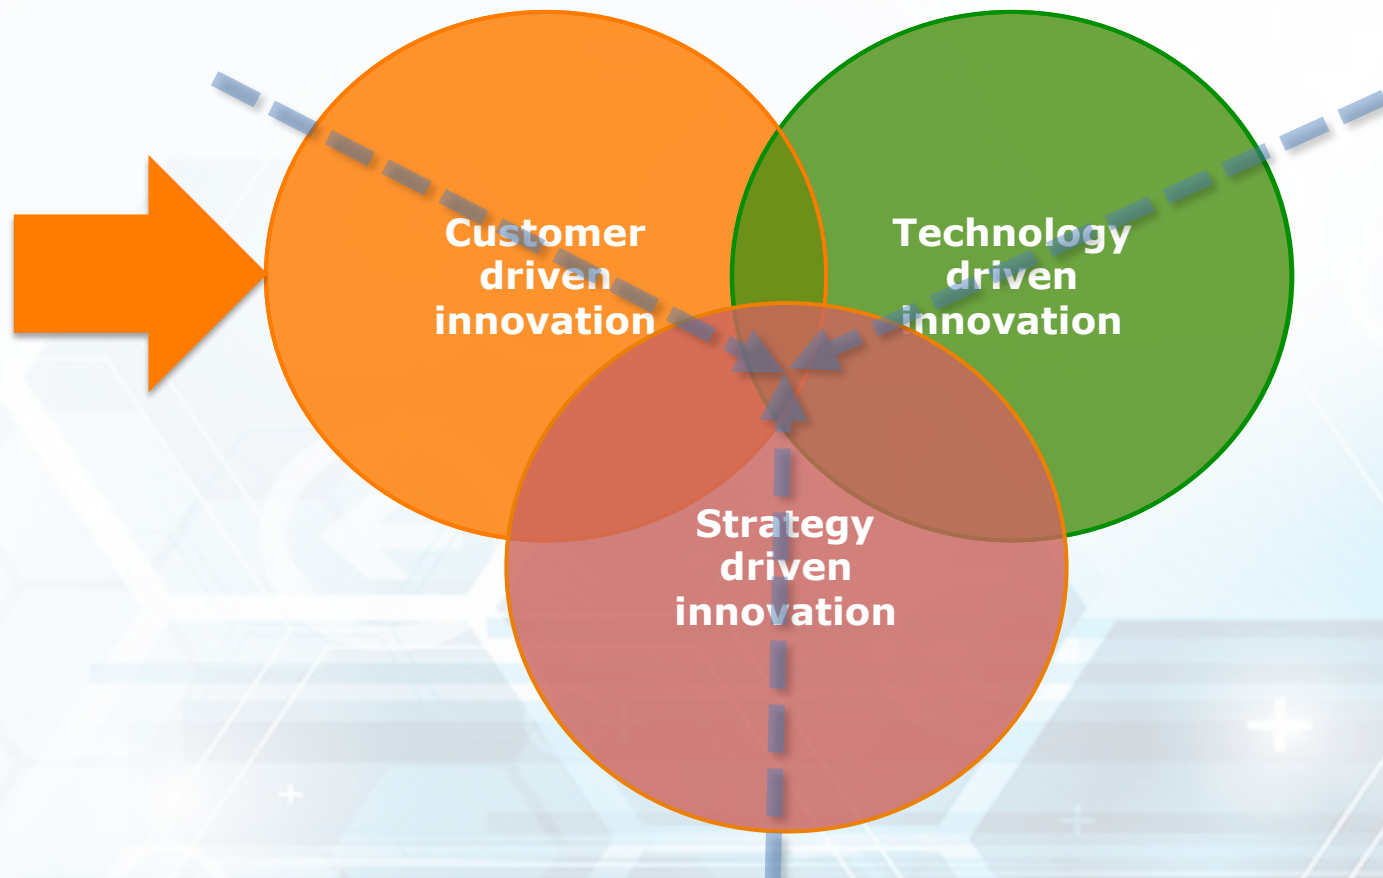 Customer
driven
innovation
Technology
driven
innovation
Strategy
driven
innovation